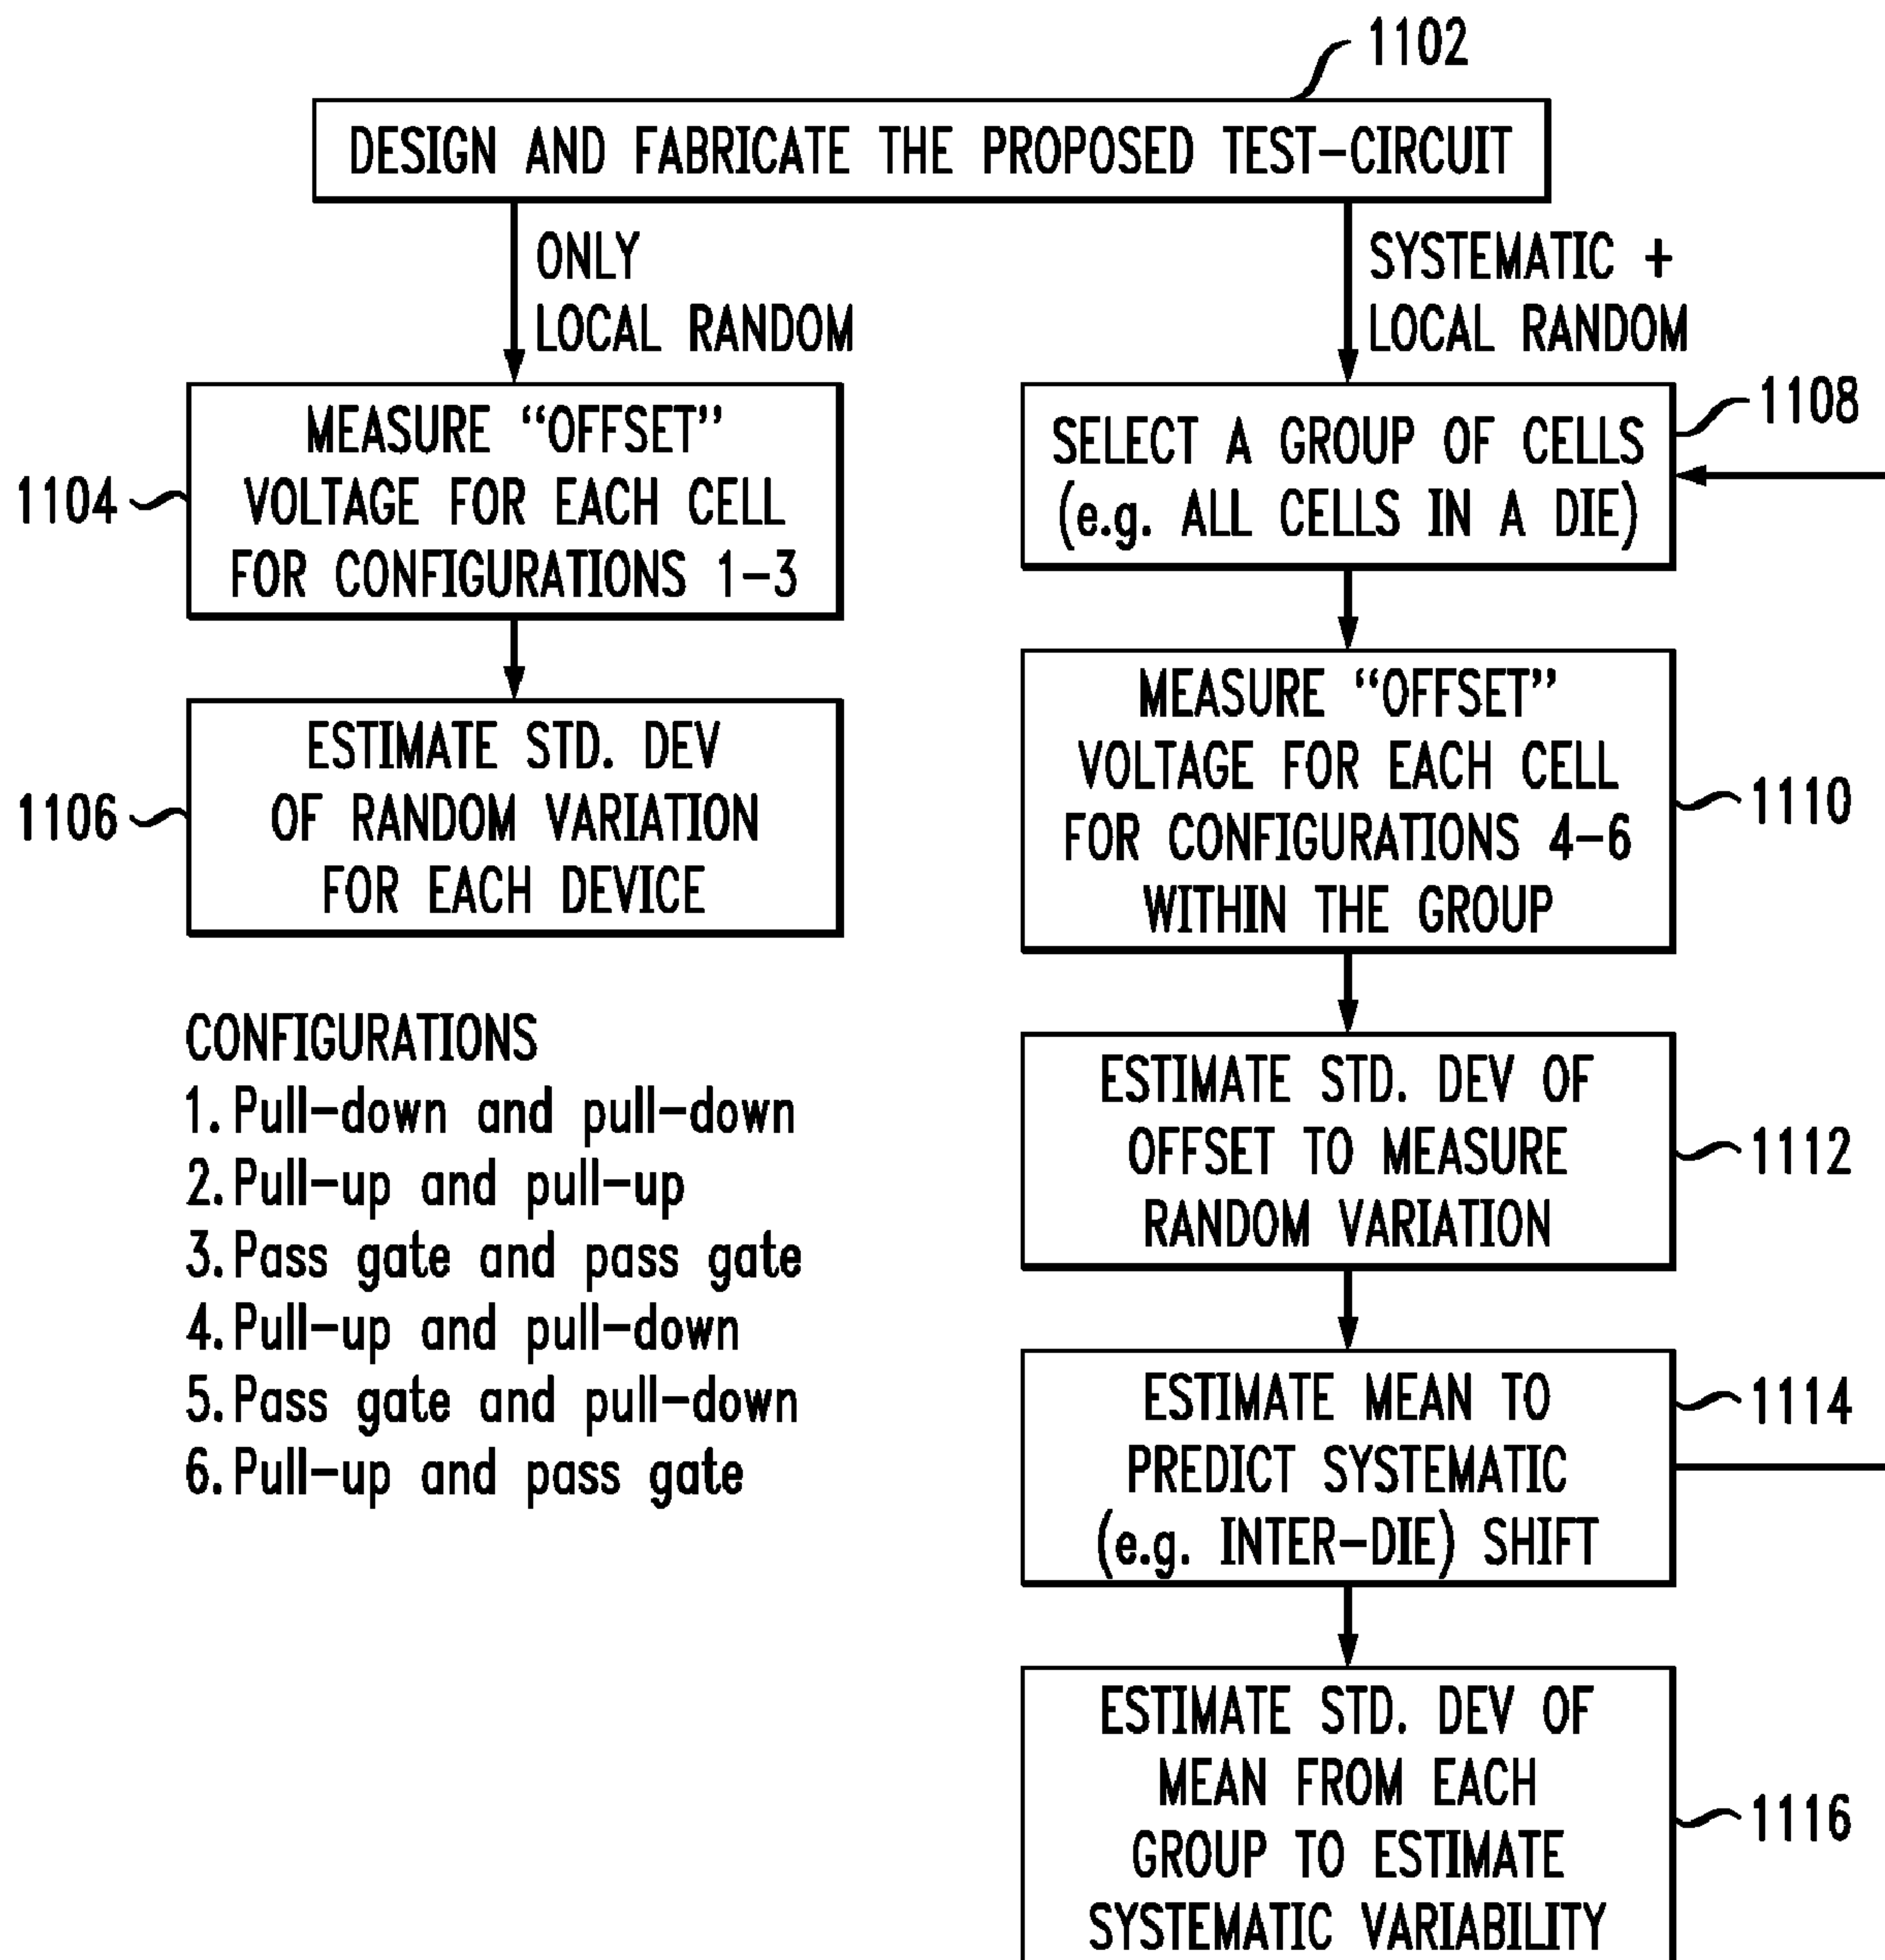 1102
DESIGN AND FABRICATE THE PROPOSED TEST-CIRCUIT
ONLY
LOCAL RANDOM
SYSTEMATIC +
LOCAL RANDOM
1104
MEASURE “OFFSET”
VOLTAGE FOR EACH CELL
FOR CONFIGURATIONS 1-3
1106
ESTIMATE STD. DEV
OF RANDOM VARIATION
FOR EACH DEVICE
CONFIGURATIONS
1. Pull-down and pull-down
2. Pull-up and pull-up
3. Pass gate and pass gate
4. Pull-up and pull-down
5. Pass gate and pull-down
6. Pull-up and pass gate
1108
SELECT A GROUP OF CELLS
(e.g. ALL CELLS IN A DIE)
MEASURE “OFFSET”
VOLTAGE FOR EACH CELL
FOR CONFIGURATIONS 4-6
WITHIN THE GROUP
1110
ESTIMATE STD. DEV OF
OFFSET TO MEASURE
RANDOM VARIATION
1112
ESTIMATE MEAN TO
PREDICT SYSTEMATIC
(e.g. INTER-DIE) SHIFT
1114
ESTIMATE STD. DEV OF
MEAN FROM EACH
GROUP TO ESTIMATE
SYSTEMATIC VARIABILITY
1116